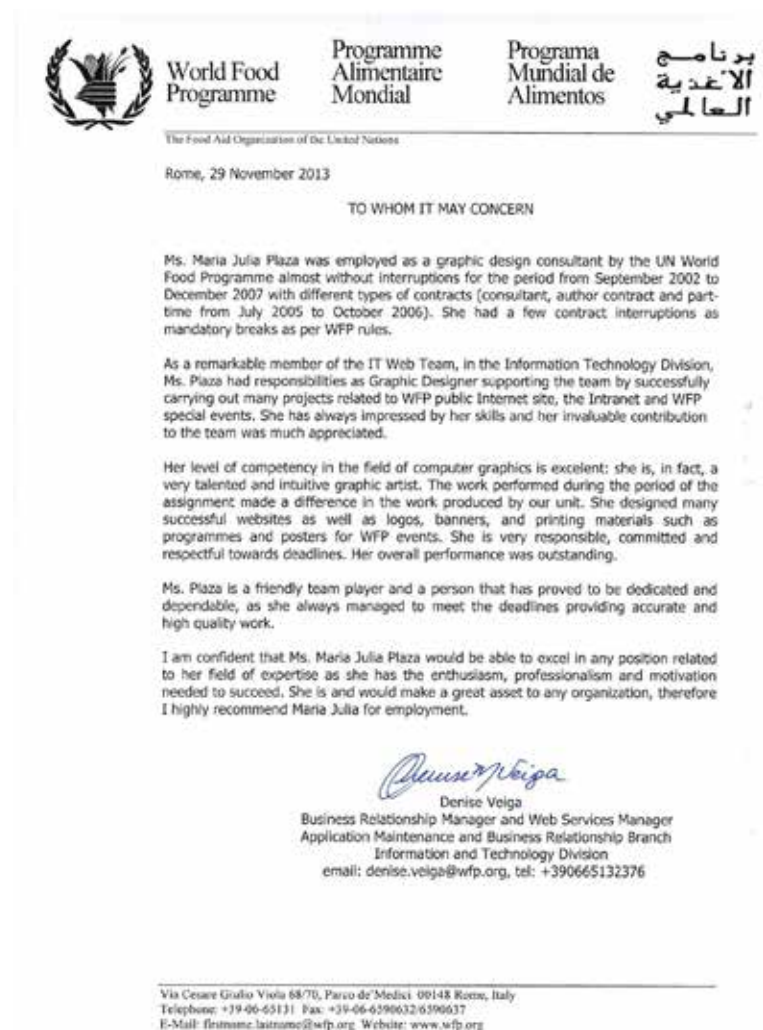 World Food
Programme
Programme
Alimentaire
Mondial
Programa
Mundial de
Alimentos
برنامج
الأغذية
العالمي
The Food Aid Organization of the United Nations
Rome, 29 November 2013
TO WHOM IT MAY CONCERN
Ms. Maria Julia Plaza was employed as a graphic design consultant by the UN World
Food Programme almost without interruptions for the period from September 2002 to
December 2007 with different types of contracts (consultant, author contract and part-
time from July 2005 to October 2006). She had a few contract interruptions as
mandatory breaks as per WFP rules.
As a remarkable member of the IT Web Team, in the Information Technology Division,
Ms. Plaza had responsibilities as Graphic Designer supporting the team by successfully
carrying out many projects related to WFP public Internet site, the Intranet and WFP
special events. She has always impressed by her skills and her invaluable contribution
to the team was much appreciated.
Her level of competency in the field of computer graphics is excelent: she is, in fact, a
very talented and intuitive graphic artist. The work performed during the period of the
assignment made a difference in the work produced by our unit. She designed many
successful websites as well as logos, banners, and printing materials such as
programmes and posters for WFP events. She is very responsible, committed and
respectful towards deadlines. Her overall performance was outstanding.
Ms. Plaza is a friendly team player and a person that has proved to be dedicated and
dependable, as she always managed to meet the deadlines providing accurate and
high quality work.
I am confident that Ms. Maria Julia Plaza would be able to excel in any position related
to her field of expertise as she has the enthusiasm, professionalism and motivation
needed to succeed. She is and would make a great asset to any organization, therefore
I highly recommend Maria Julia for employment.
Denise M Veiga
Denise Veiga
Business Relationship Manager and Web Services Manager
Application Maintenance and Business Relationship Branch
Information and Technology Division
email: denise.veiga@wfp.org, tel: +390665132376
Via Cesare Giulio Viola 68/70, Parco de'Medici 00148 Rome, Italy
Telephone: +39-06-65131 Fax: +39-06-6590632/6590637
E-Mail: firstname.lastname@wfp.org Website: www.wfp.org